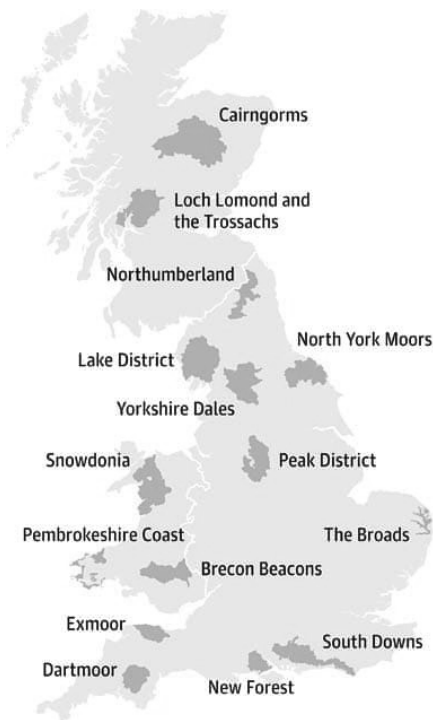 Cairngorms
Loch Lomond and
the Trossachs
Northumberland
North York Moors
Lake District
Yorkshire Dales
Snowdonia
Peak District
Pembrokeshire Coast
The Broads
Brecon Beacons
Exmoor
South Downs
Dartmoor
New Forest